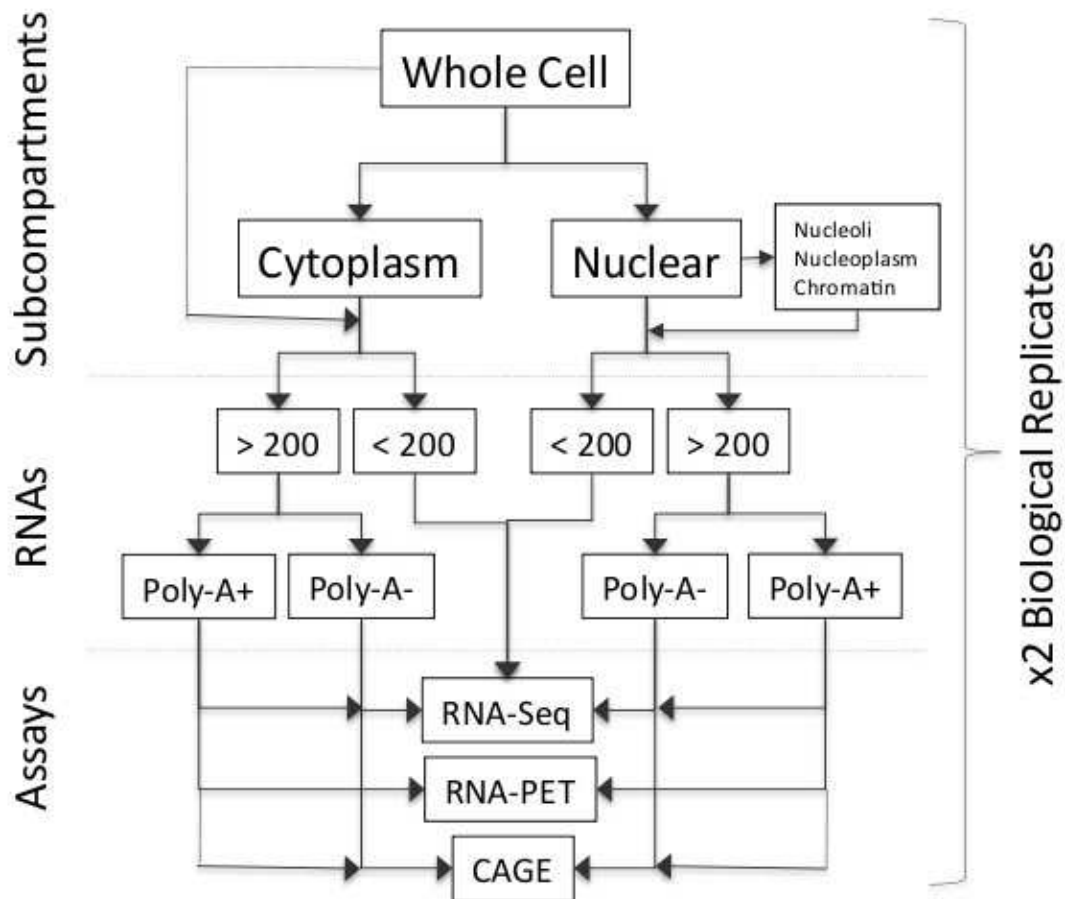 Subcompartments
Whole Cell
Cytoplasm
Nuclear
Nucleoli
Nucleoplasm
Chromatin
RNAs
> 200
< 200
< 200
> 200
Poly-A+
Poly-A-
Poly-A-
Poly-A+
Assays
RNA-Seq
RNA-PET
CAGE
x2 Biological Replicates